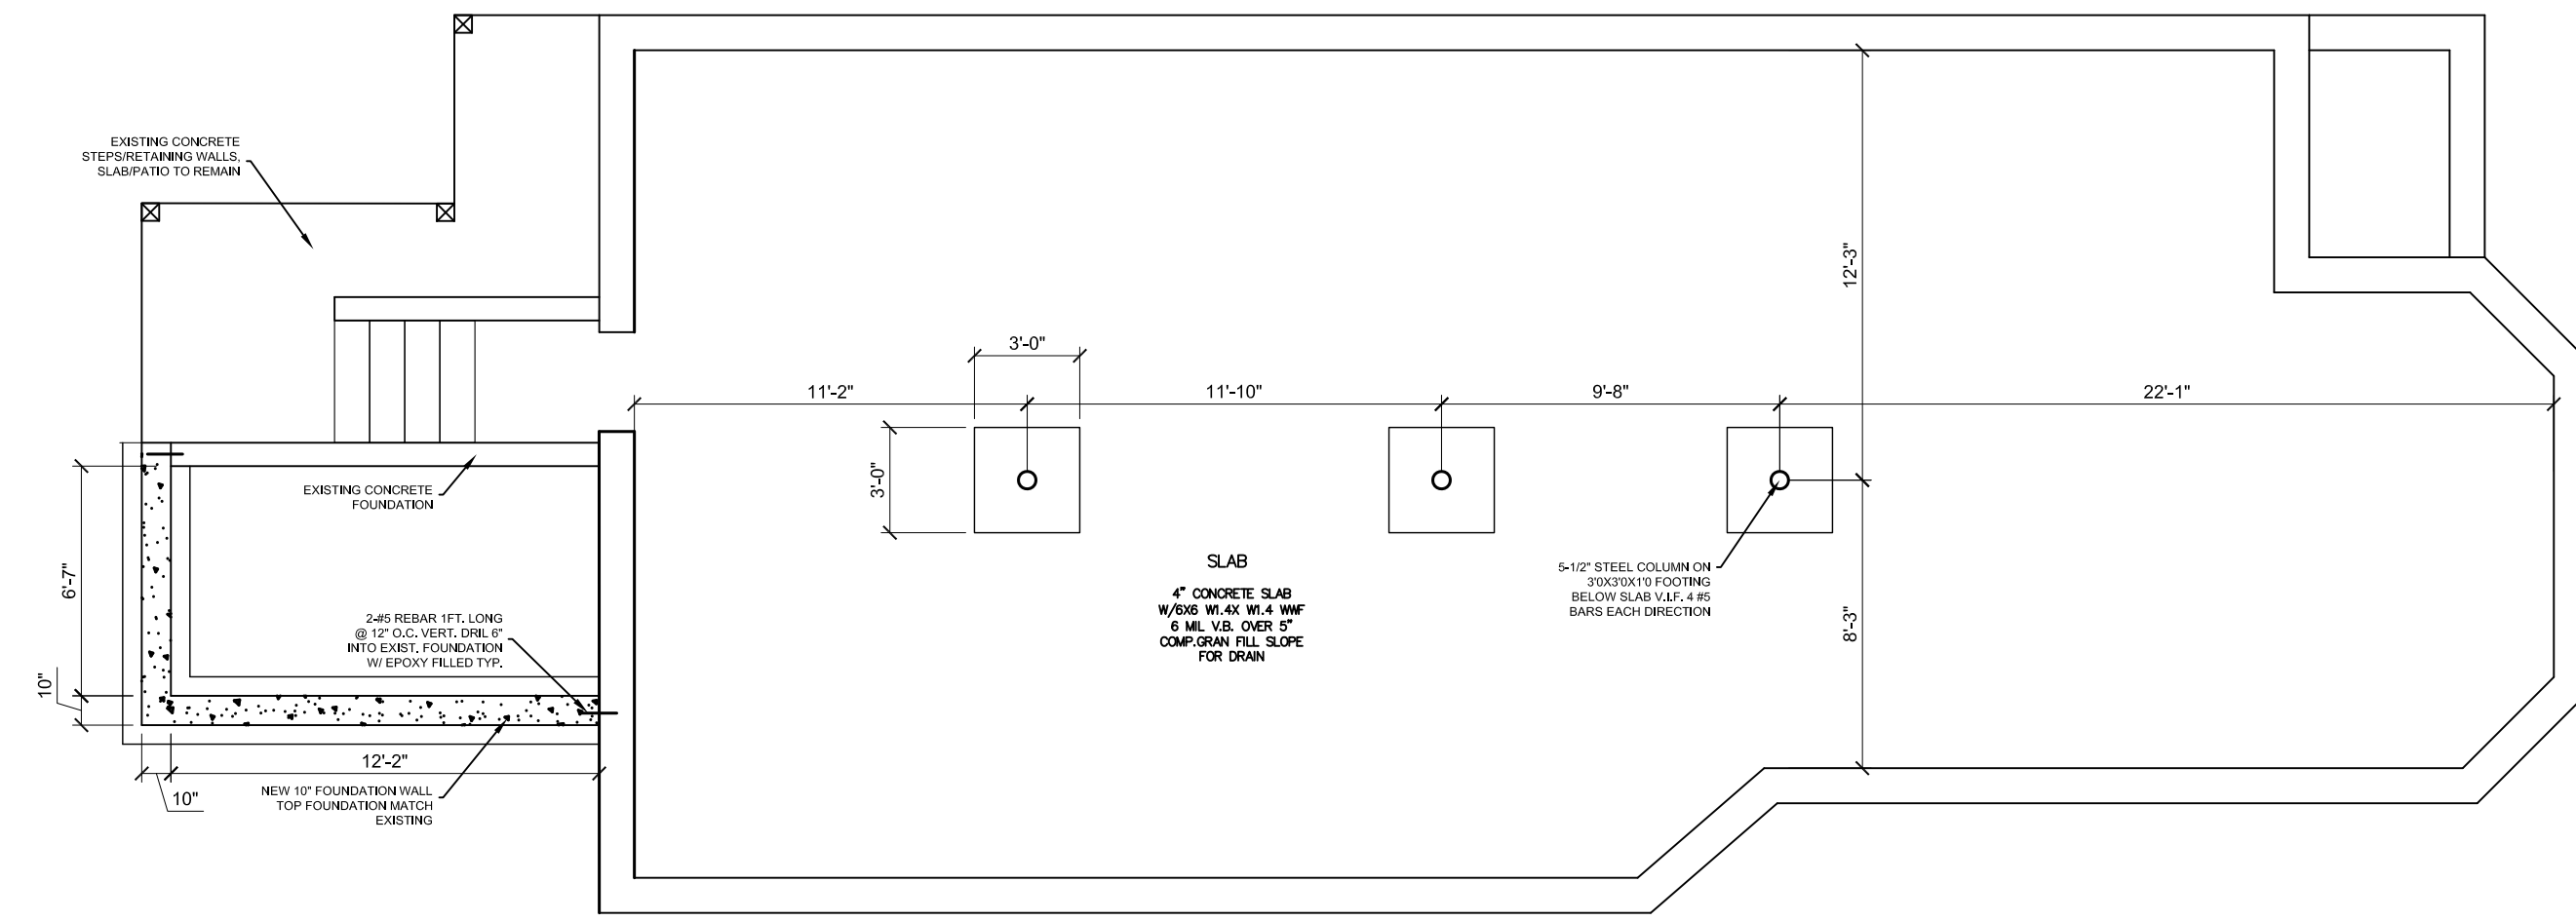 EXISTING CONCRETE
STEPS/RETAINING WALLS,
SLAB/PATIO TO REMAIN
12'-3"
3'-0"
11'-2"
11'-10"
9'-8"
22'-1"
3'-0"
EXISTING CONCRETE
FOUNDATION
SLAB
4" CONCRETE SLAB
W/6X6 W1.4X W1.4 WWF
6 MIL V.B. OVER 5"
COMP.GRAN FILL SLOPE
FOR DRAIN
5-1/2" STEEL COLUMN ON
3'0X3'0X1'0 FOOTING
BELOW SLAB V.I.F. 4 #5
BARS EACH DIRECTION
6'-7"
2-#5 REBAR 1FT. LONG
@ 12" O.C. VERT. DRIL 6"
INTO EXIST. FOUNDATION
W/ EPOXY FILLED TYP.
8'-3"
10"
12'-2"
10"
NEW 10" FOUNDATION WALL
TOP FOUNDATION MATCH
EXISTING